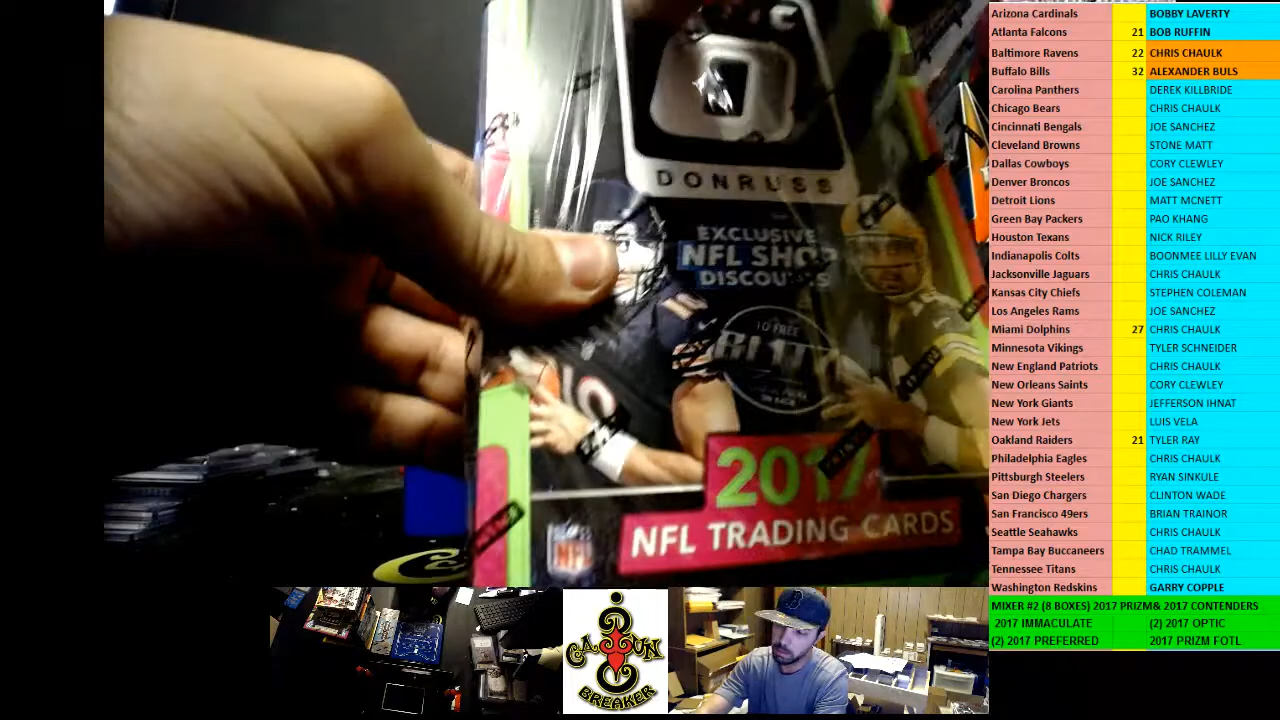 DONRUSS
EXCLUSIVE
NFL SHOP
DISCOUNTS
10 FREE
BLITZ
2017
NFL TRADING CARDS
NFL
CAJUN
BREAKER
Arizona Cardinals BOBBY LAVERTY
Atlanta Falcons 21 BOB RUFFIN
Baltimore Ravens 22 CHRIS CHAULK
Buffalo Bills 32 ALEXANDER BULS
Carolina Panthers DEREK KILLBRIDE
Chicago Bears CHRIS CHAULK
Cincinnati Bengals JOE SANCHEZ
Cleveland Browns STONE MATT
Dallas Cowboys CORY CLEWLEY
Denver Broncos JOE SANCHEZ
Detroit Lions MATT MCNETT
Green Bay Packers PAO KHANG
Houston Texans NICK RILEY
Indianapolis Colts BOONMEE LILLY EVAN
Jacksonville Jaguars CHRIS CHAULK
Kansas City Chiefs STEPHEN COLEMAN
Los Angeles Rams JOE SANCHEZ
Miami Dolphins 27 CHRIS CHAULK
Minnesota Vikings TYLER SCHNEIDER
New England Patriots CHRIS CHAULK
New Orleans Saints CORY CLEWLEY
New York Giants JEFFERSON IHNAT
New York Jets LUIS VELA
Oakland Raiders 21 TYLER RAY
Philadelphia Eagles CHRIS CHAULK
Pittsburgh Steelers RYAN SINKULE
San Diego Chargers CLINTON WADE
San Francisco 49ers BRIAN TRAINOR
Seattle Seahawks CHRIS CHAULK
Tampa Bay Buccaneers CHAD TRAMMEL
Tennessee Titans CHRIS CHAULK
Washington Redskins GARRY COPPLE
MIXER #2 (8 BOXES) 2017 PRIZM& 2017 CONTENDERS
2017 IMMACULATE (2) 2017 OPTIC
(2) 2017 PREFERRED 2017 PRIZM FOTL